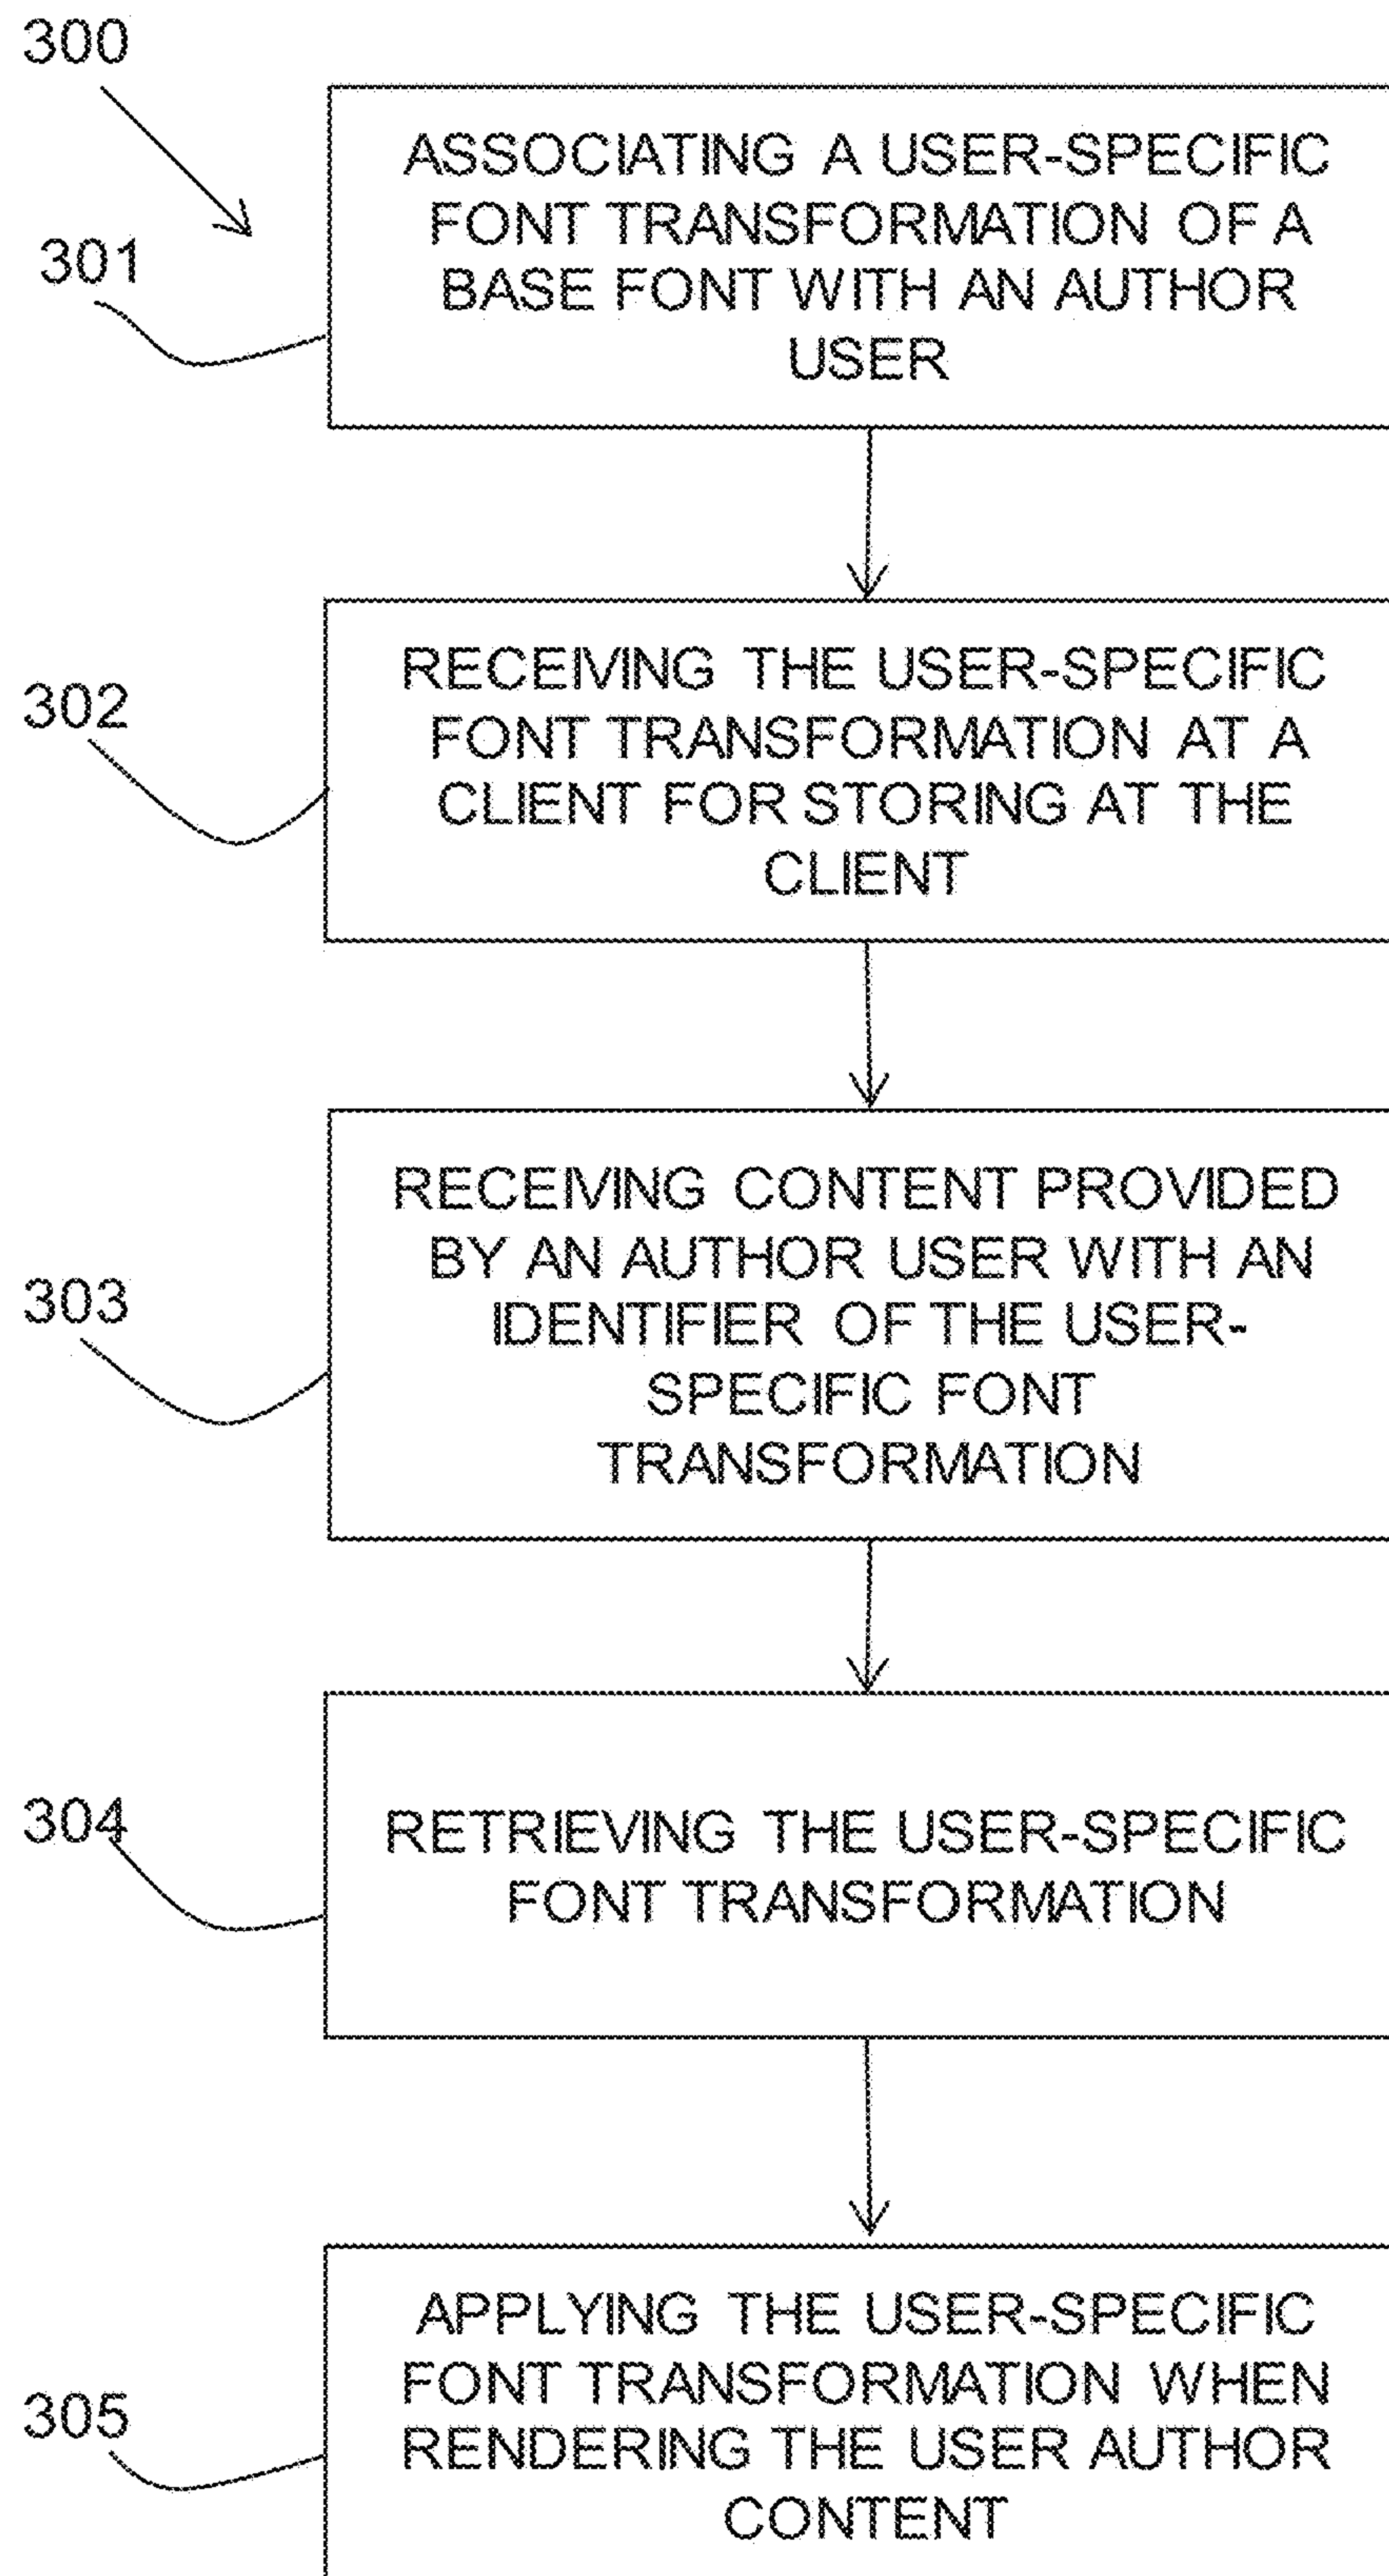 300
ASSOCIATING A USER-SPECIFIC
FONT TRANSFORMATION OF A
BASE FONT WITH AN AUTHOR
USER
301
RECEIVING THE USER-SPECIFIC
FONT TRANSFORMATION AT A
CLIENT FOR STORING AT THE
CLIENT
302
RECEIVING CONTENT PROVIDED
BY AN AUTHOR USER WITH AN
IDENTIFIER OF THE USER-
SPECIFIC FONT
TRANSFORMATION
303
RETRIEVING THE USER-SPECIFIC
FONT TRANSFORMATION
304
APPLYING THE USER-SPECIFIC
FONT TRANSFORMATION WHEN
RENDERING THE USER AUTHOR
CONTENT
305